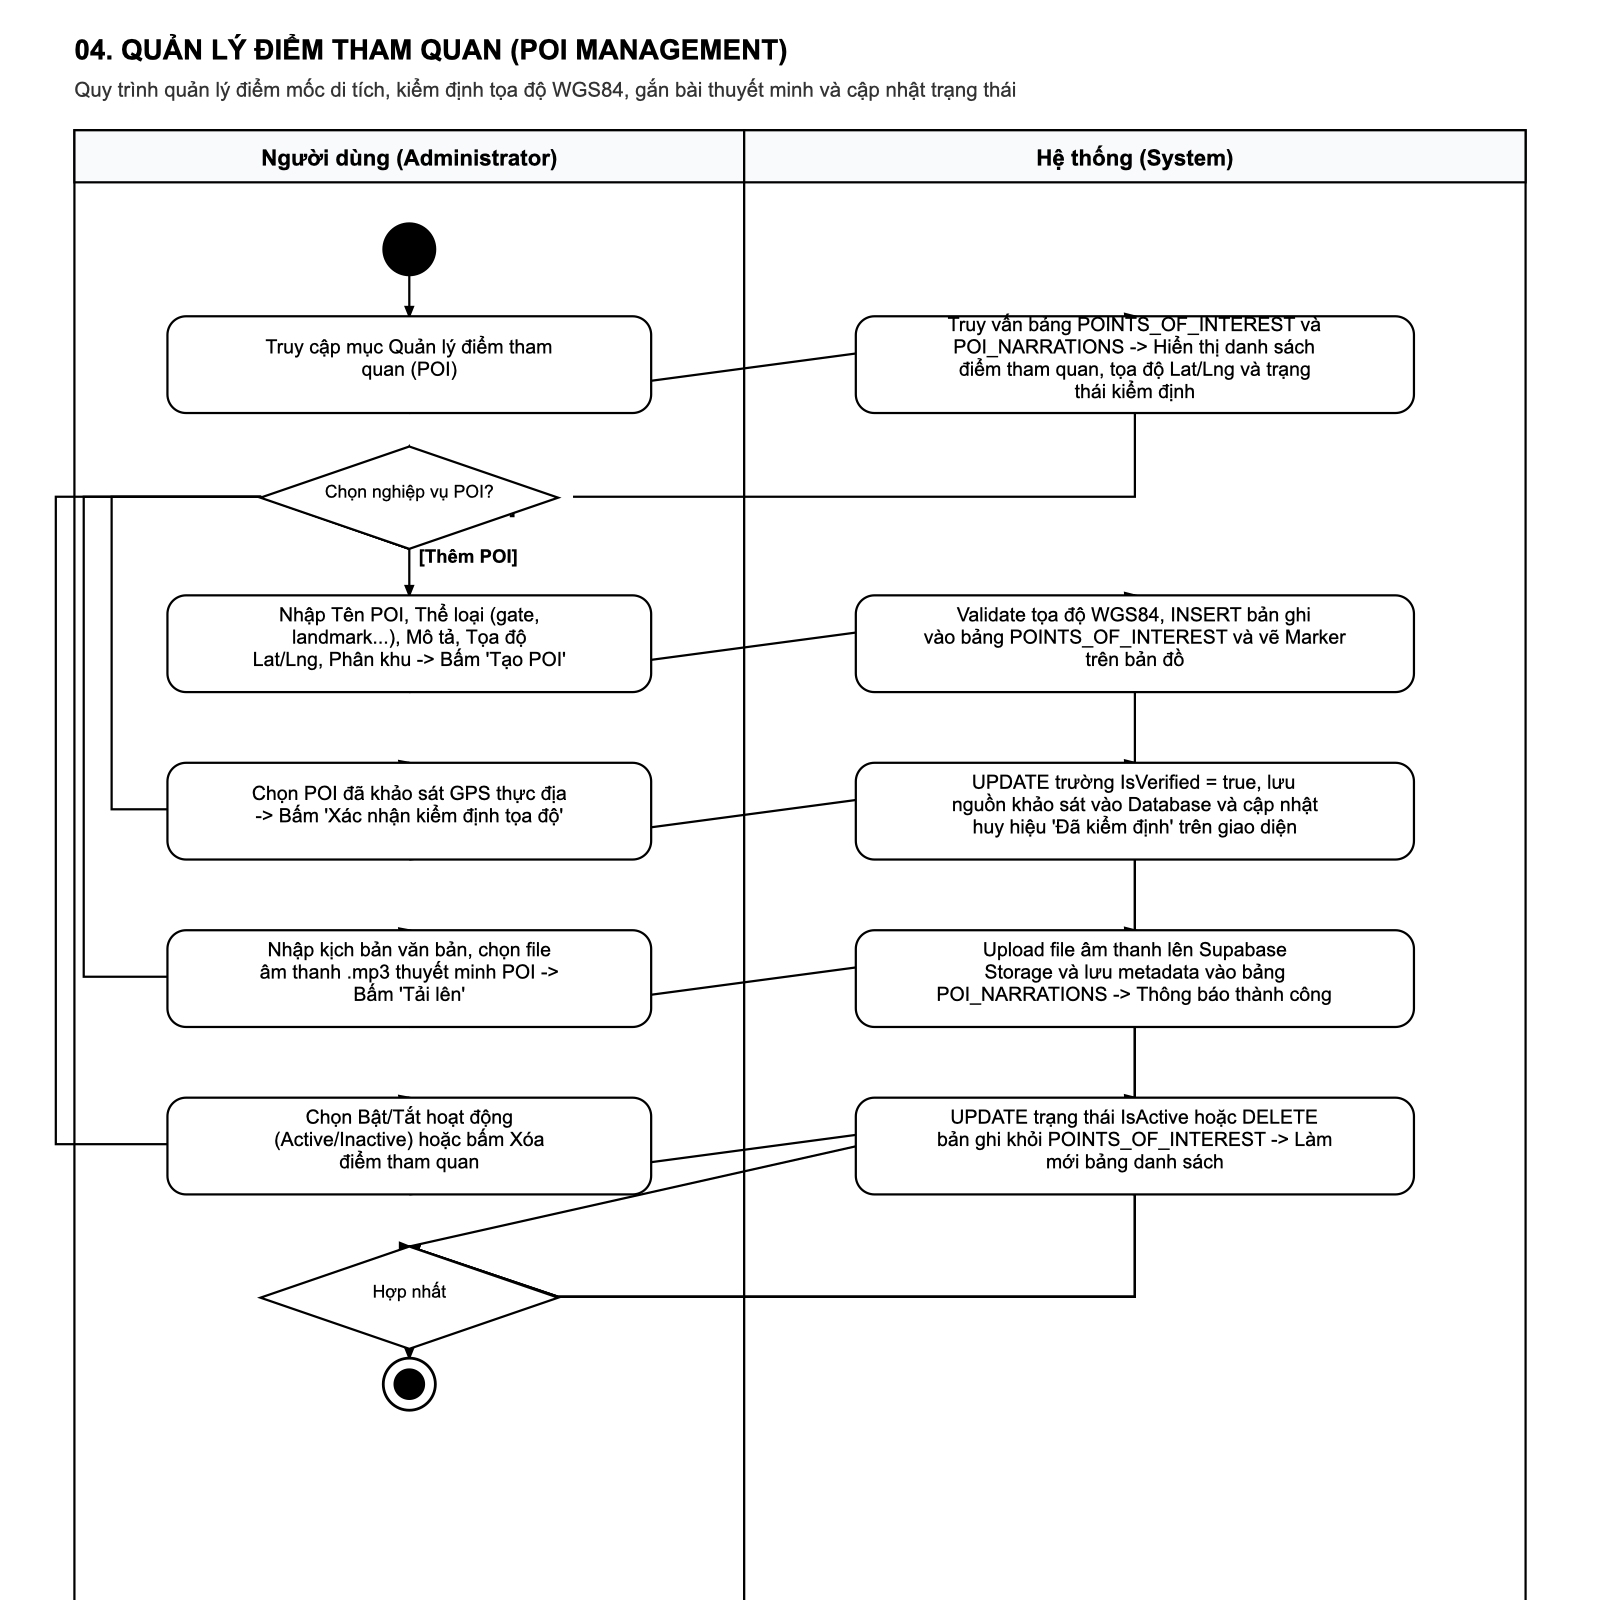 04. QUẢN LÝ ĐIỂM THAM QUAN (POI MANAGEMENT)
Quy trình quản lý điểm mốc di tích, kiểm định tọa độ WGS84, gắn bài thuyết minh và cập nhật trạng thái
Người dùng (Administrator)
Hệ thống (System)
Truy cập mục Quản lý điểm tham
quan (POI)
Truy vấn bảng POINTS_OF_INTEREST và
POI_NARRATIONS -> Hiển thị danh sách
điểm tham quan, tọa độ Lat/Lng và trạng
thái kiểm định
Chọn nghiệp vụ POI?
[Thêm POI]
Nhập Tên POI, Thể loại (gate,
landmark...), Mô tả, Tọa độ
Lat/Lng, Phân khu -> Bấm 'Tạo POI'
Validate tọa độ WGS84, INSERT bản ghi
vào bảng POINTS_OF_INTEREST và vẽ Marker
trên bản đồ
Chọn POI đã khảo sát GPS thực địa
-> Bấm 'Xác nhận kiểm định tọa độ'
UPDATE trường IsVerified = true, lưu
nguồn khảo sát vào Database và cập nhật
huy hiệu 'Đã kiểm định' trên giao diện
Nhập kịch bản văn bản, chọn file
âm thanh .mp3 thuyết minh POI ->
Bấm 'Tải lên'
Upload file âm thanh lên Supabase
Storage và lưu metadata vào bảng
POI_NARRATIONS -> Thông báo thành công
Chọn Bật/Tắt hoạt động
(Active/Inactive) hoặc bấm Xóa
điểm tham quan
UPDATE trạng thái IsActive hoặc DELETE
bản ghi khỏi POINTS_OF_INTEREST -> Làm
mới bảng danh sách
Hợp nhất